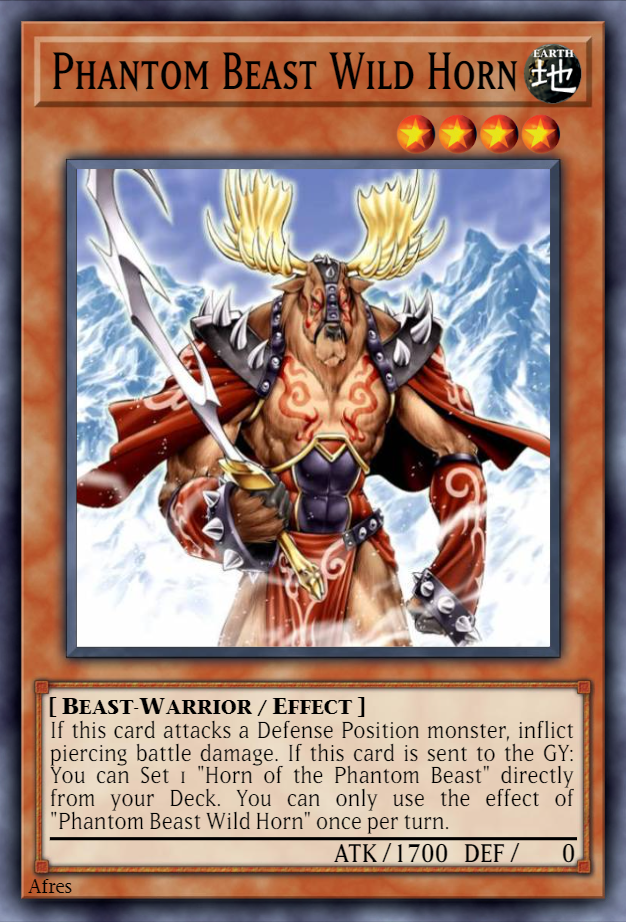 Phantom Beast Wild Horn
EARTH
地
[ Beast-Warrior / Effect ]
If this card attacks a Defense Position monster, inflict
piercing battle damage. If this card is sent to the GY:
You can Set 1 "Horn of the Phantom Beast" directly
from your Deck. You can only use the effect of
"Phantom Beast Wild Horn" once per turn.
ATK / 1700 DEF / 0
Afres